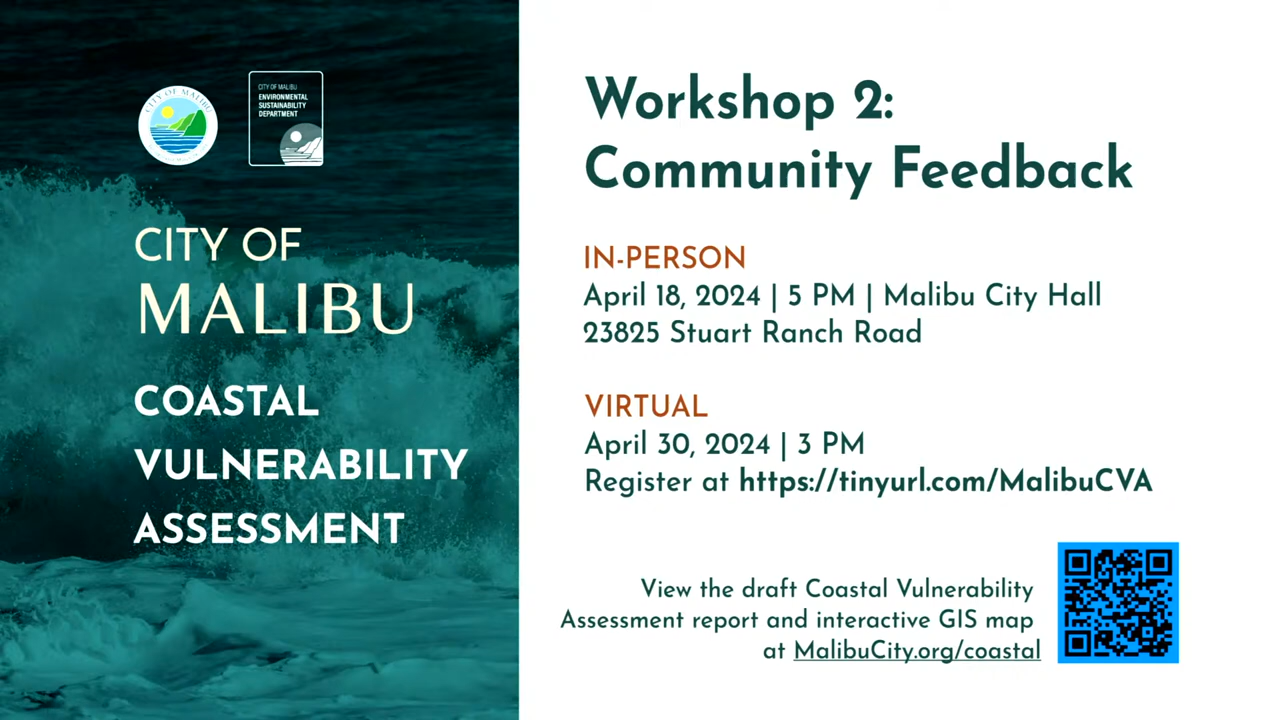 CITY OF MALIBU
CITY OF MALIBU
ENVIRONMENTAL
SUSTAINABILITY
DEPARTMENT
CITY OF
MALIBU
COASTAL
VULNERABILITY
ASSESSMENT
Workshop 2:
Community Feedback
IN-PERSON
April 18, 2024 | 5 PM | Malibu City Hall
23825 Stuart Ranch Road
VIRTUAL
April 30, 2024 | 3 PM
Register at https://tinyurl.com/MalibuCVA
View the draft Coastal Vulnerability
Assessment report and interactive GIS map
at MalibuCity.org/coastal